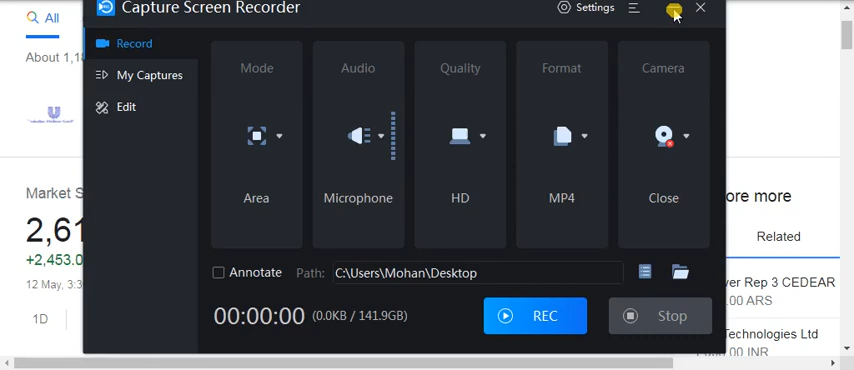 All
Capture Screen Recorder
Settings
About 1,1
Record
My Captures
Edit
Mode
Audio
Quality
Format
Camera
Area
Microphone
HD
MP4
Close
Market S
2,61
+2,453.0
12 May, 3:3
1D
ore more
Related
ver Rep 3 CEDEAR
.00 ARS
Technologies Ltd
Annotate
Path:
C:\Users\Mohan\Desktop
00:00:00
(0.0KB / 141.9GB)
REC
Stop